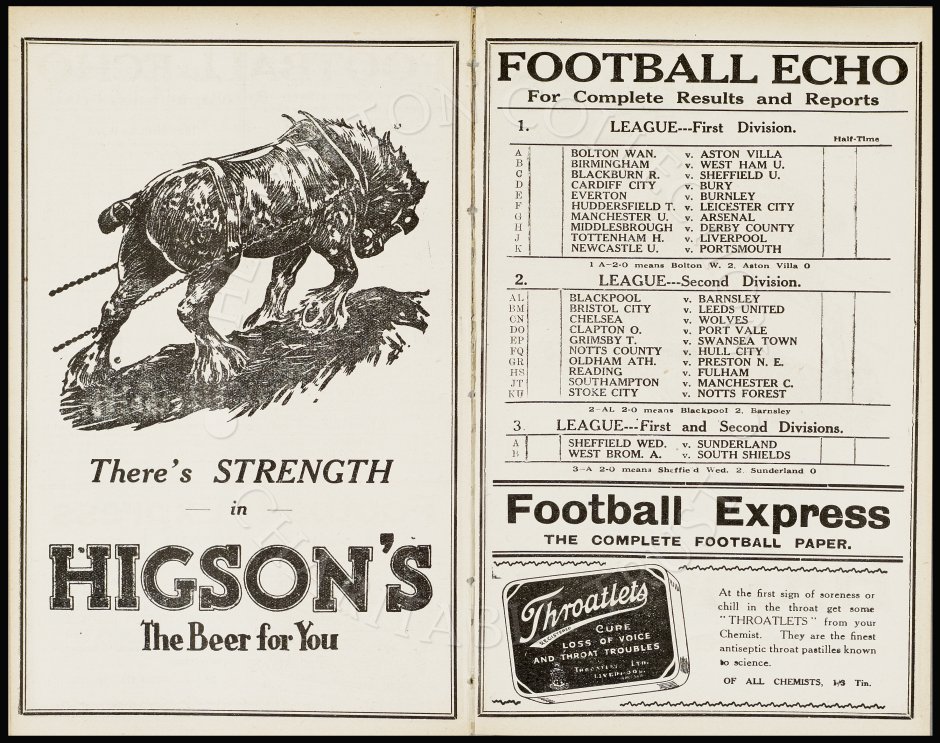 There's STRENGTH
in
HIGSON'S
The Beer for You
FOOTBALL ECHO
For Complete Results and Reports
1. LEAGUE---First Division.
Half-Time
A BOLTON WAN. v. ASTON VILLA
B BIRMINGHAM v. WEST HAM U.
C BLACKBURN R. v. SHEFFIELD U.
D CARDIFF CITY v. BURY
E EVERTON v. BURNLEY
F HUDDERSFIELD T. v. LEICESTER CITY
G MANCHESTER U. v. ARSENAL
H MIDDLESBROUGH v. DERBY COUNTY
J TOTTENHAM H. v. LIVERPOOL
K NEWCASTLE U. v. PORTSMOUTH
1 A-2-0 means Bolton W. 2, Aston Villa 0
2. LEAGUE---Second Division.
AL BLACKPOOL v. BARNSLEY
BM BRISTOL CITY v. LEEDS UNITED
CN CHELSEA v. WOLVES
DO CLAPTON O. v. PORT VALE
EP GRIMSBY T. v. SWANSEA TOWN
FQ NOTTS COUNTY v. HULL CITY
GR OLDHAM ATH. v. PRESTON N. E.
HS READING v. FULHAM
JT SOUTHAMPTON v. MANCHESTER C.
KU STOKE CITY v. NOTTS FOREST
2-AL 2-0 means Blackpool 2, Barnsley
3 LEAGUE---First and Second Divisions.
A SHEFFIELD WED. v. SUNDERLAND
B WEST BROM. A. v. SOUTH SHIELDS
3-A 2-0 means Sheffield Wed. 2, Sunderland 0
Football Express
THE COMPLETE FOOTBALL PAPER.
Throatlets
REGISTERED
CURE
LOSS OF VOICE
AND THROAT TROUBLES
THROATLETS LTD.
LIVERPOOL
At the first sign of soreness or
chill in the throat get some
"THROATLETS" from your
Chemist. They are the finest
antiseptic throat pastilles known
to science.
OF ALL CHEMISTS, 1/3 Tin.